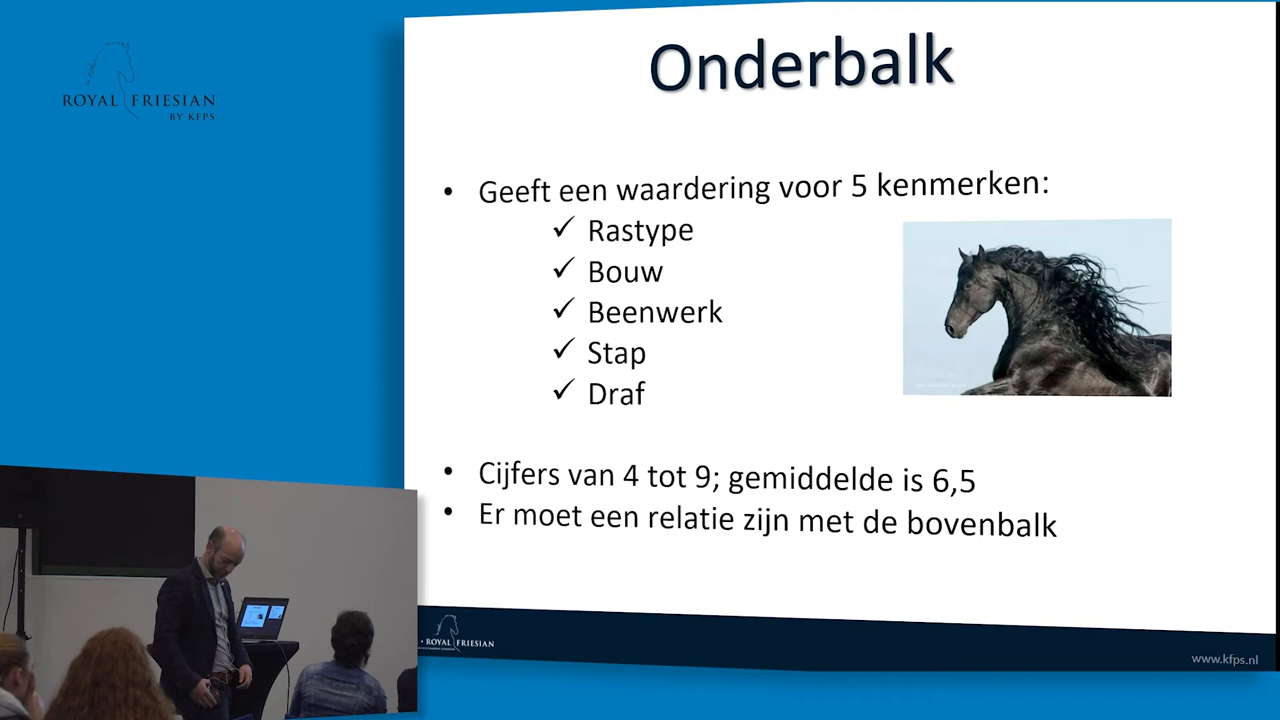 ROYAL FRIESIAN
BY KFPS
Onderbalk
• Geeft een waardering voor 5 kenmerken:
✓ Rastype
✓ Bouw
✓ Beenwerk
✓ Stap
✓ Draf
• Cijfers van 4 tot 9; gemiddelde is 6,5
• Er moet een relatie zijn met de bovenbalk
ROYAL FRIESIAN
www.kfps.nl